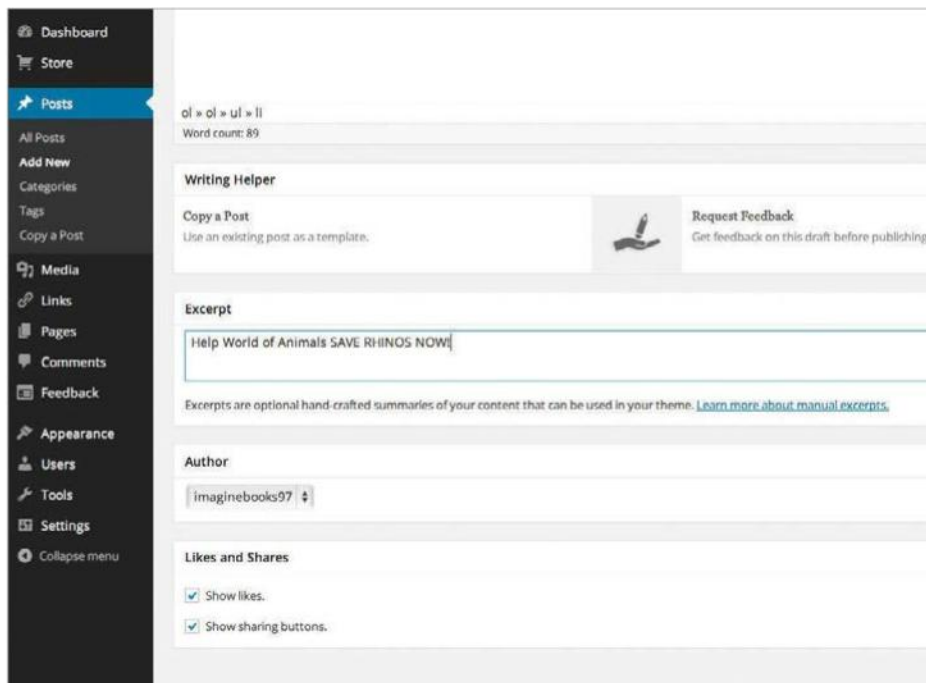 Dashboard
Store
Posts
All Posts
Add New
Categories
Tags
Copy a Post
Media
Links
Pages
Comments
Feedback
Appearance
Users
Tools
Settings
Collapse menu
ol » ol » ul » li
Word count: 89
Writing Helper
Copy a Post
Use an existing post as a template.
Request Feedback
Get feedback on this draft before publishing
Excerpt
Help World of Animals SAVE RHINOS NOW!
Excerpts are optional hand-crafted summaries of your content that can be used in your theme. Learn more about manual excerpts.
Author
imaginebooks97
Likes and Shares
Show likes.
Show sharing buttons.